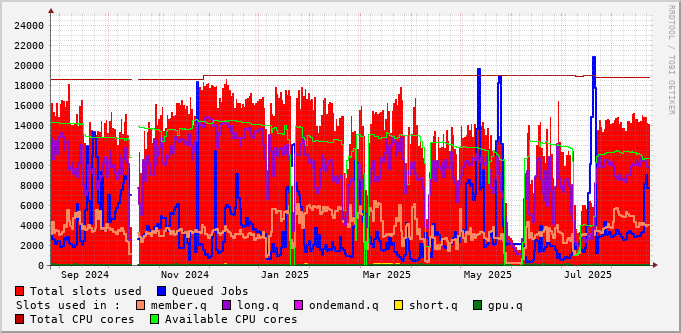 24000
22000
20000
18000
16000
14000
12000
10000
8000
6000
4000
2000
0
Sep 2024 Nov 2024 Jan 2025 Mar 2025 May 2025 Jul 2025
RRDTOOL / TOBI OETIKER
Total slots used Queued Jobs
Slots used in : member.q long.q ondemand.q short.q gpu.q
Total CPU cores Available CPU cores